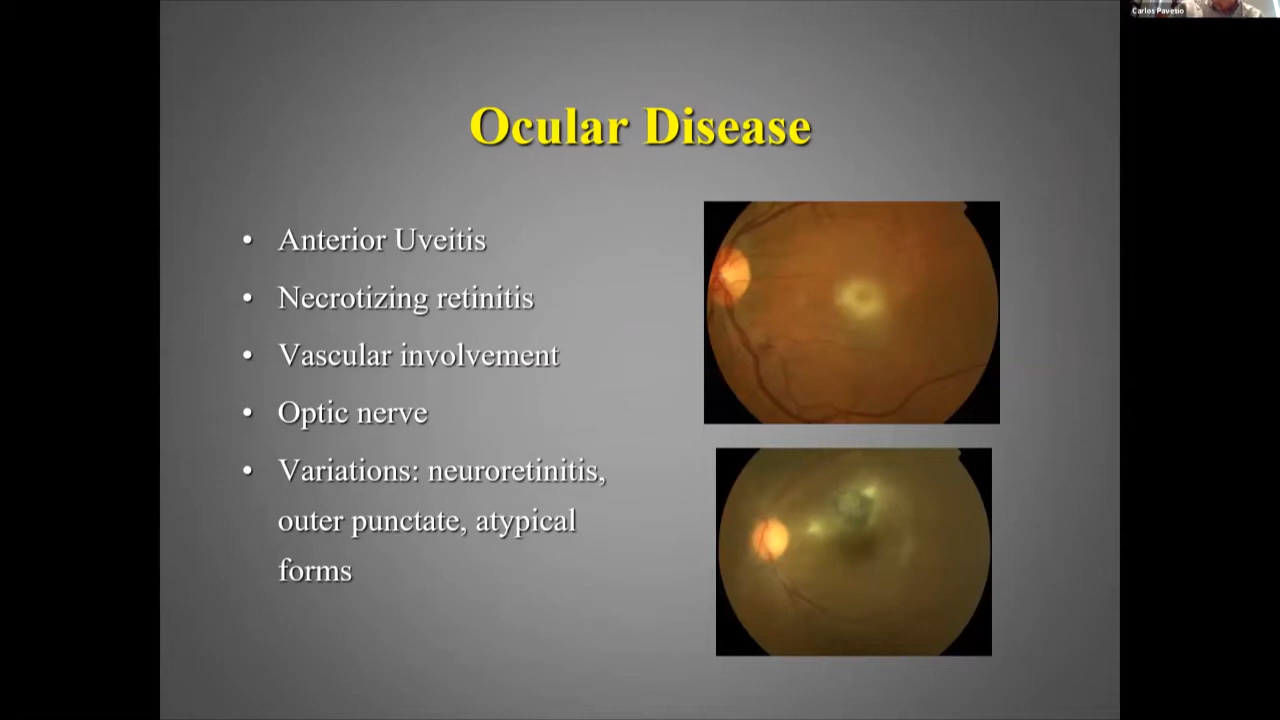 Carlos Pavesio
Ocular Disease
• Anterior Uveitis
• Necrotizing retinitis
• Vascular involvement
• Optic nerve
• Variations: neuroretinitis,
outer punctate, atypical
forms